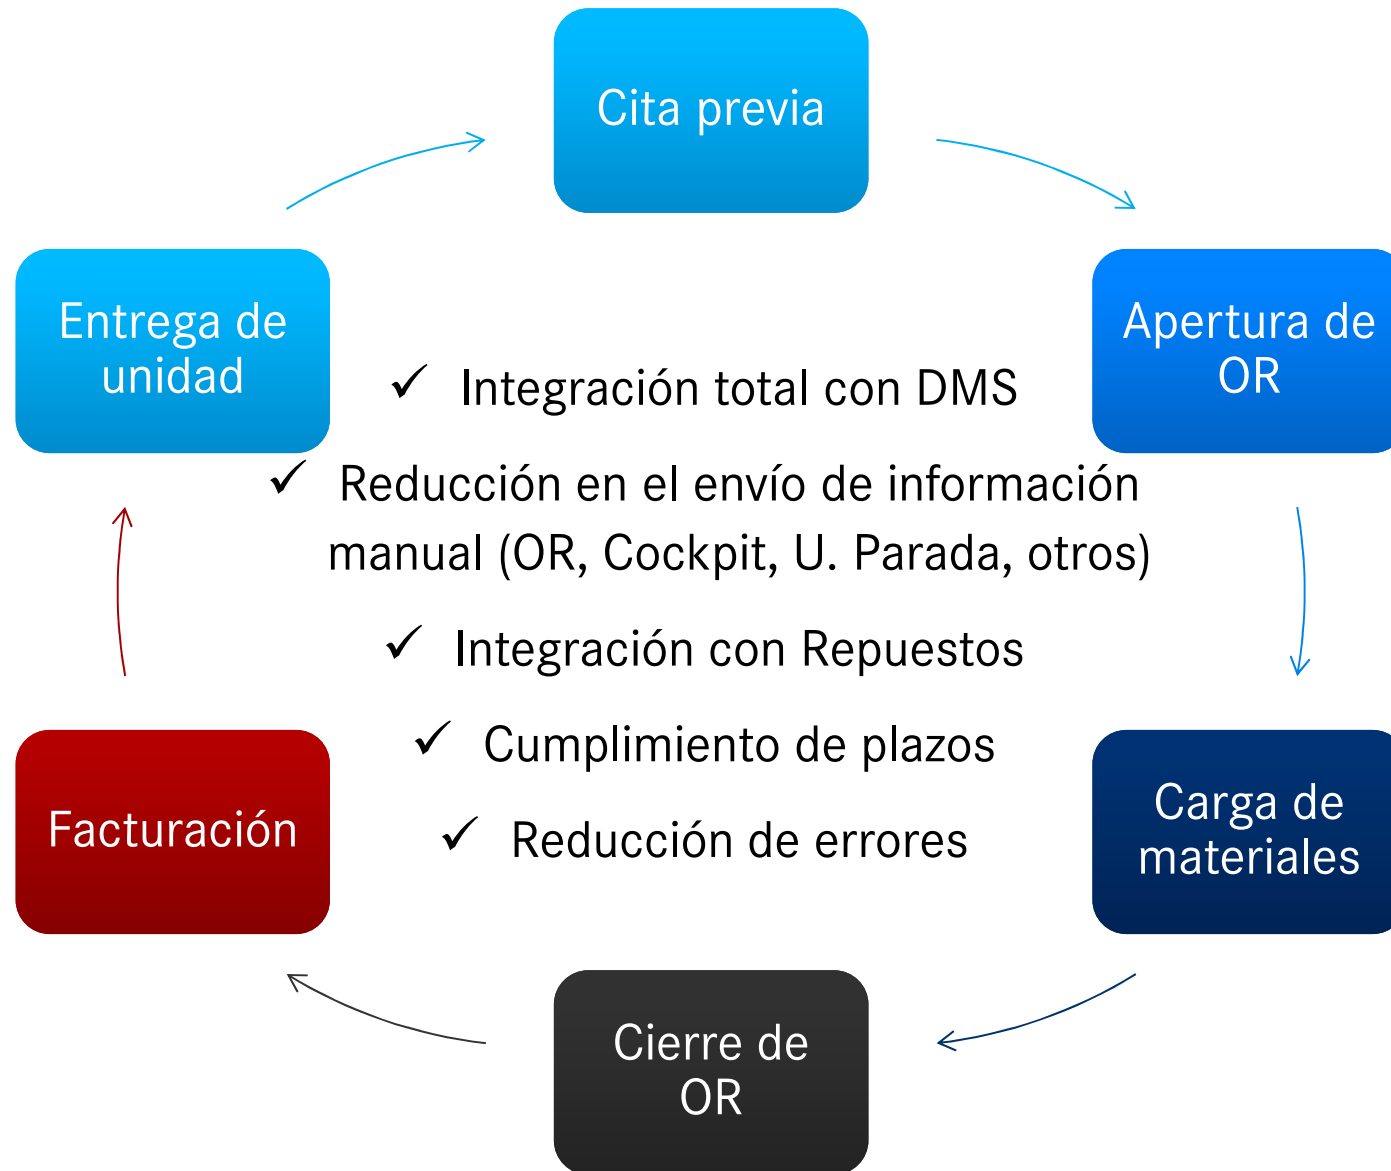 Cita previa
Entrega de
unidad
Apertura de
OR
✓ Integración total con DMS
✓ Reducción en el envío de información
manual (OR, Cockpit, U. Parada, otros)
✓ Integración con Repuestos
✓ Cumplimiento de plazos
✓ Reducción de errores
Facturación
Carga de
materiales
Cierre de
OR